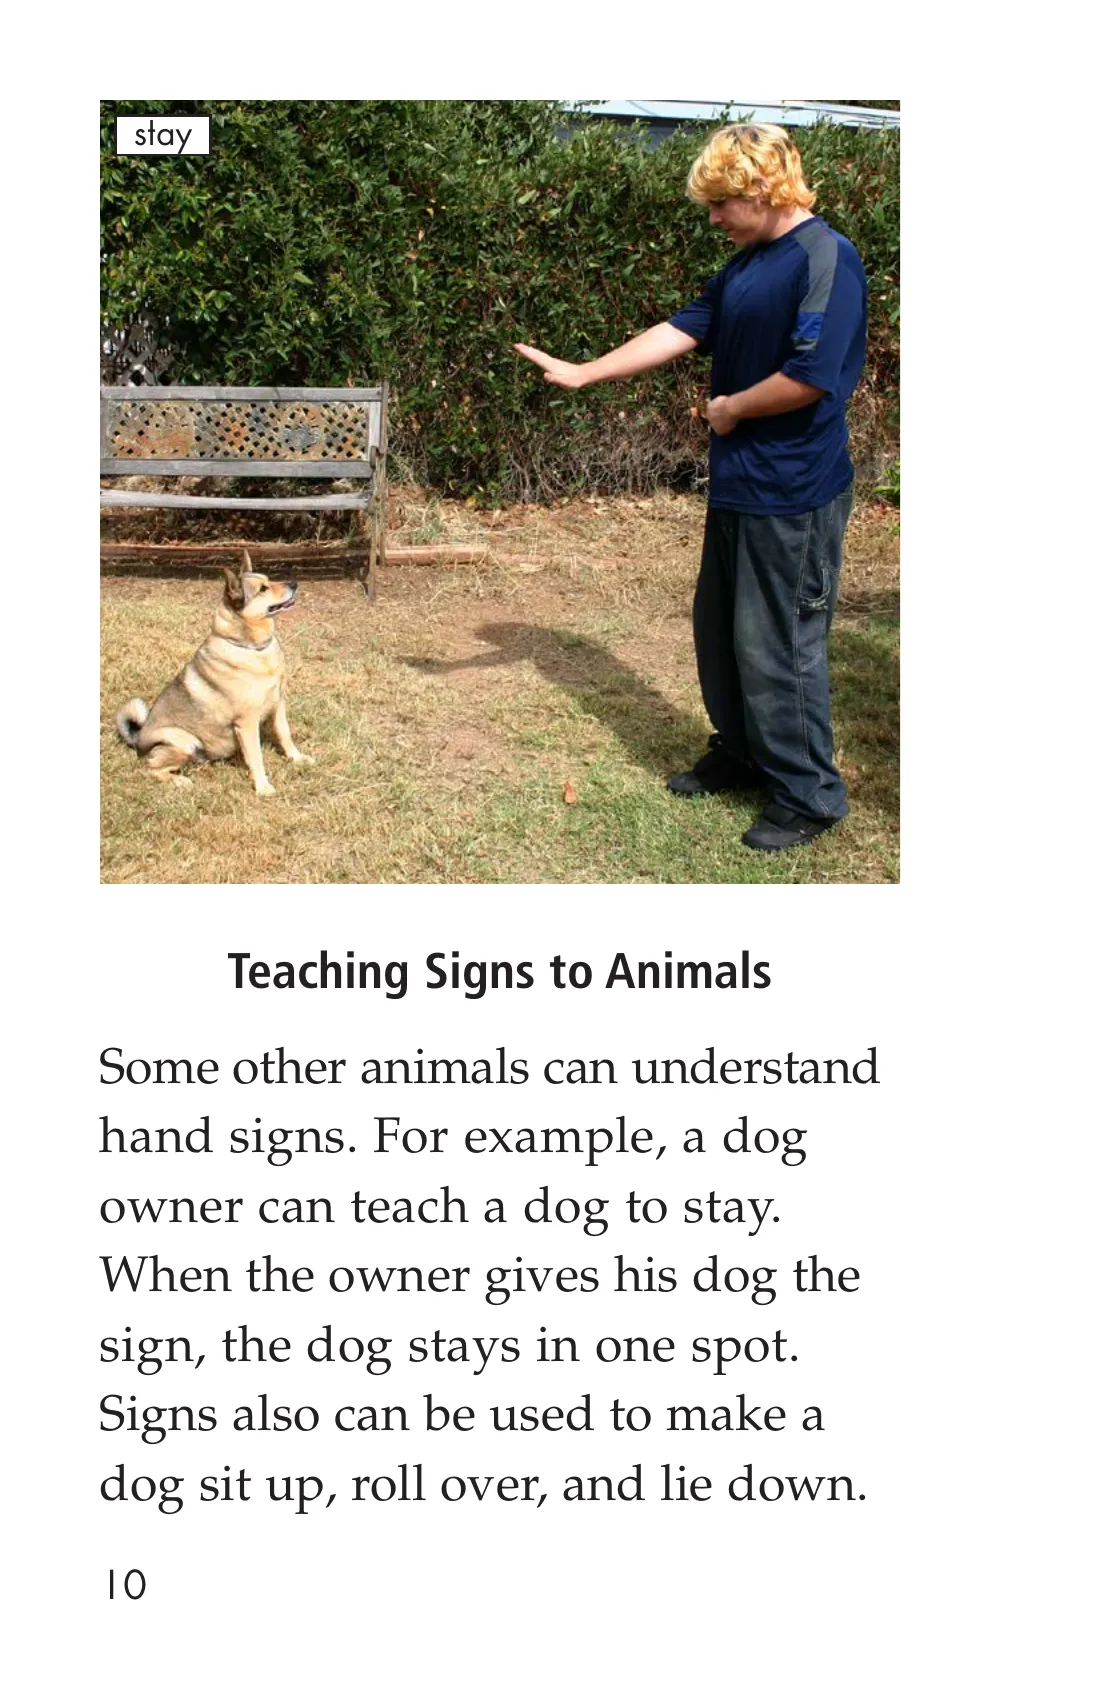 stay
Teaching Signs to Animals
Some other animals can understand
hand signs. For example, a dog
owner can teach a dog to stay.
When the owner gives his dog the
sign, the dog stays in one spot.
Signs also can be used to make a
dog sit up, roll over, and lie down.
10